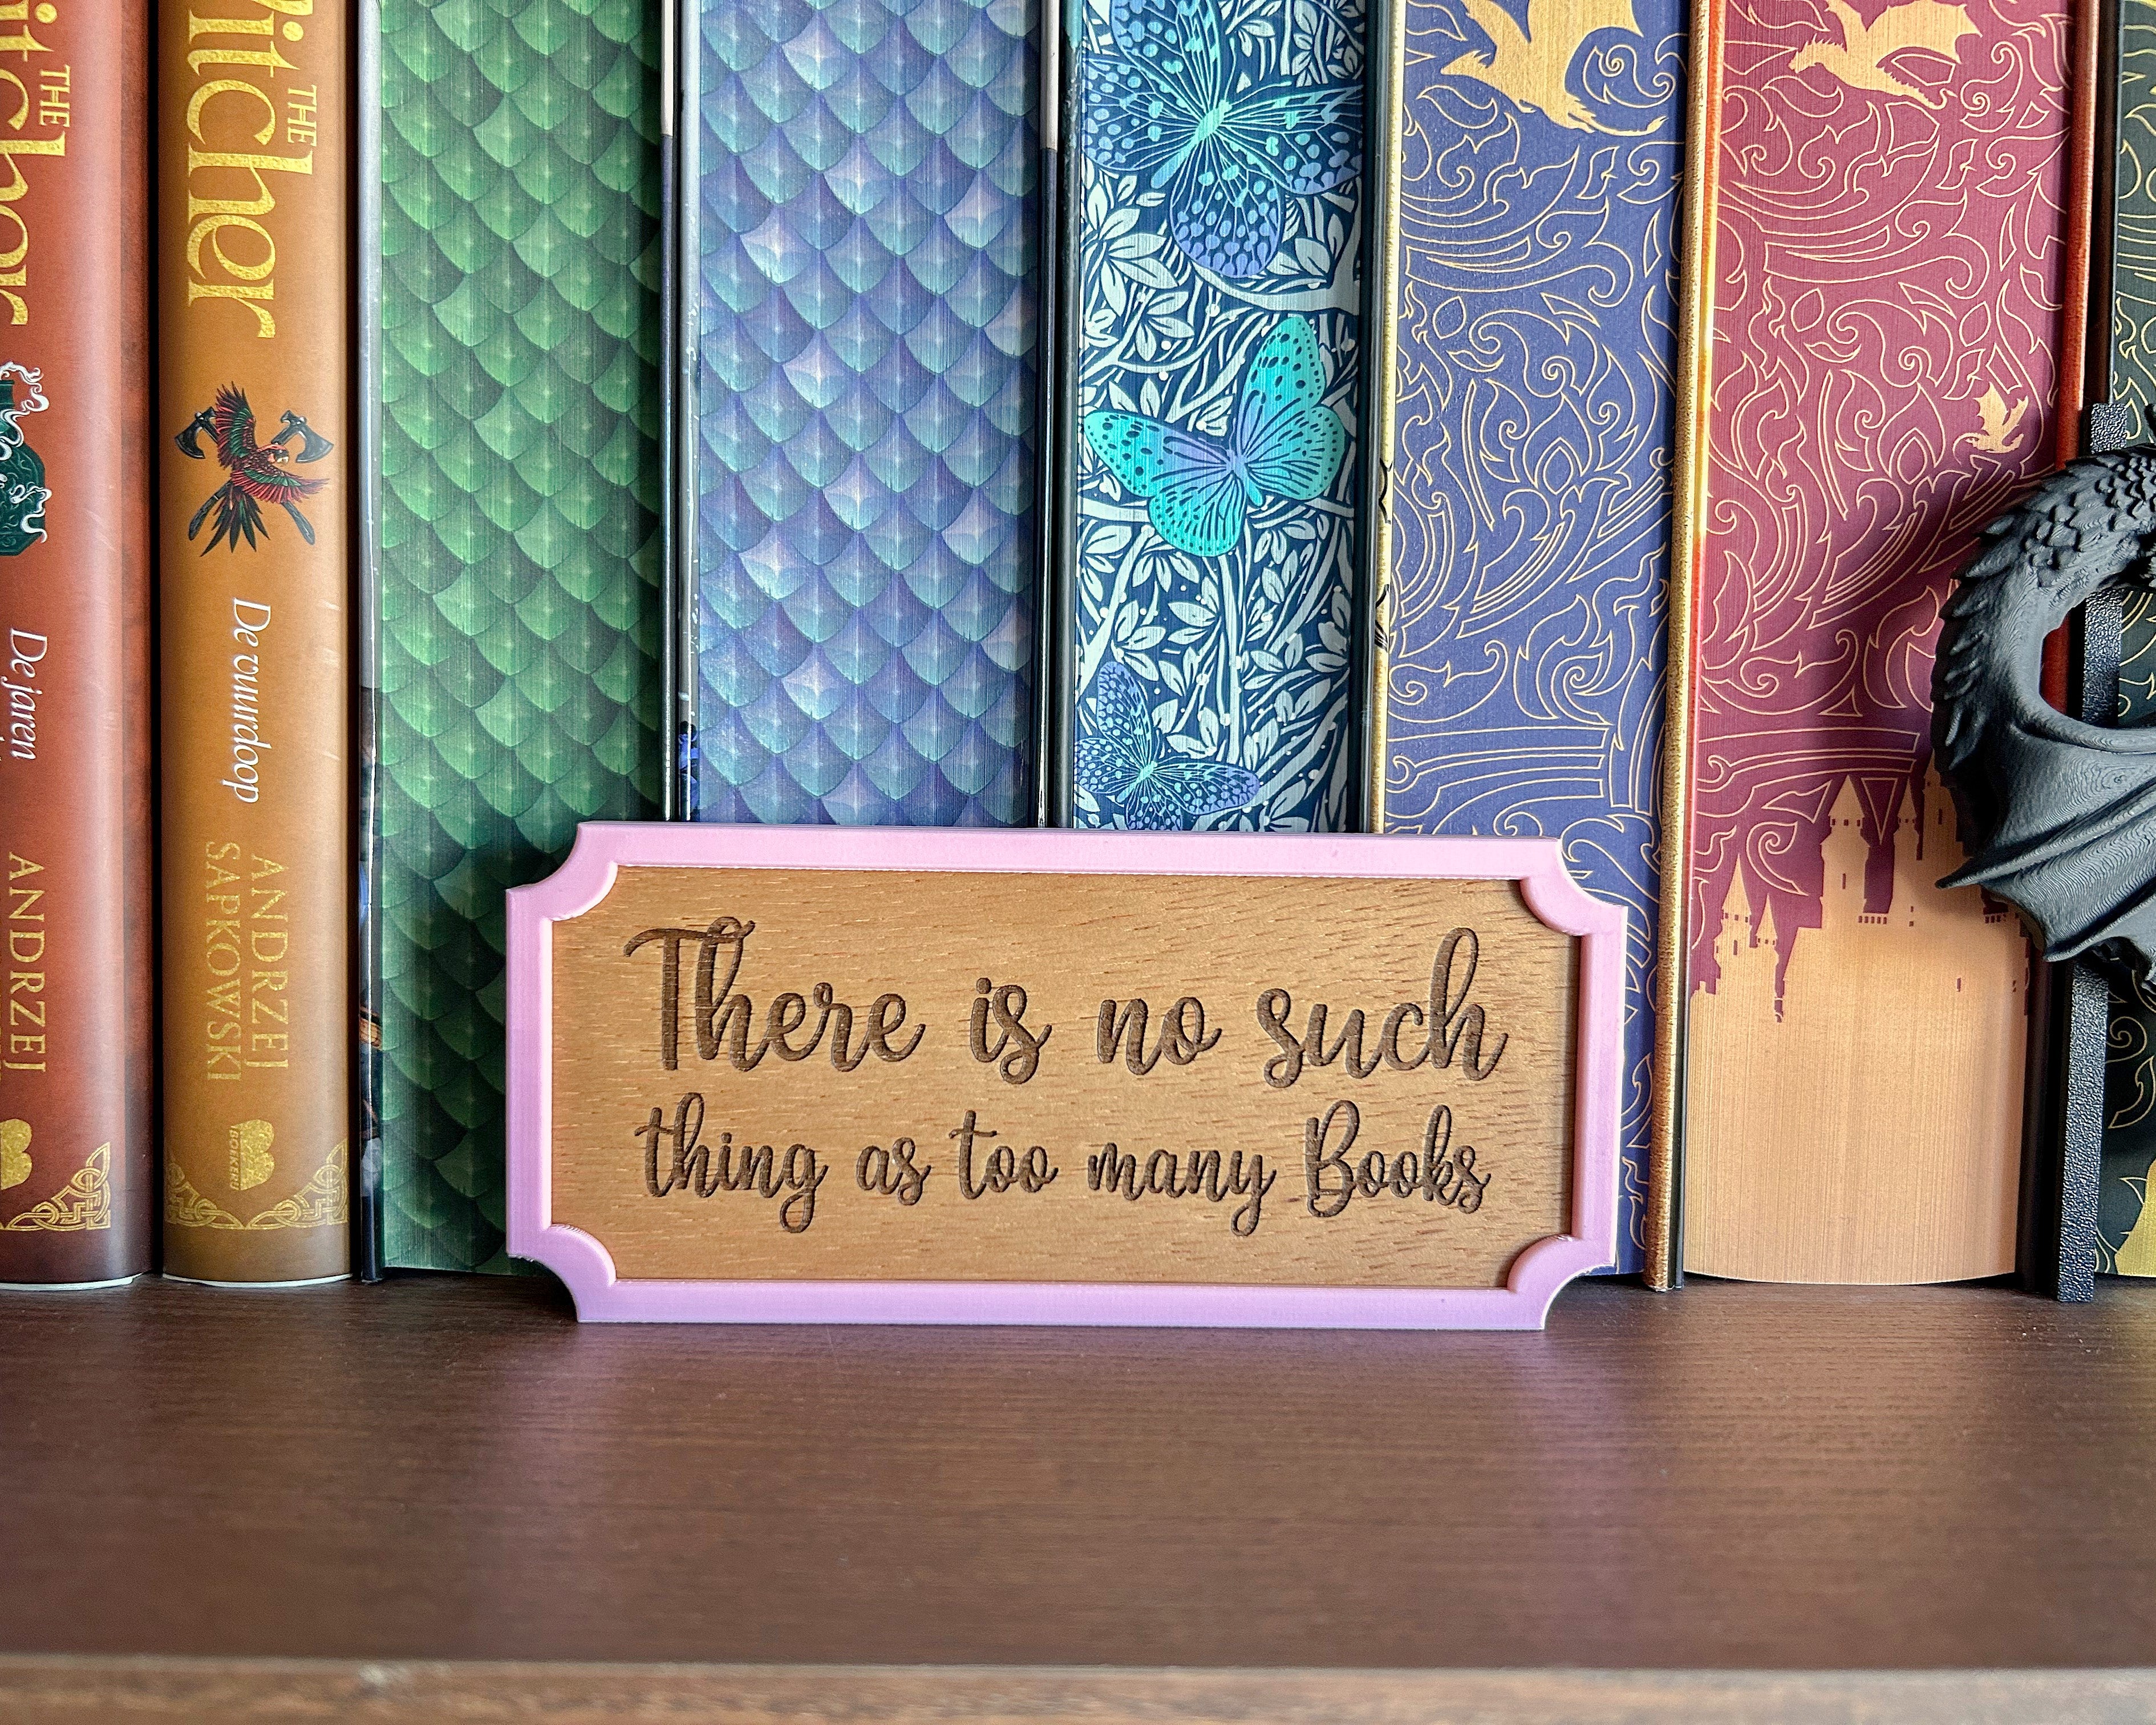 THE
Witcher
De jaren
ANDRZEJ
THE
Witcher
De vuurdoop
ANDRZEJ
SAPKOWSKI
BOEKERIJ
There is no such
thing as too many Books